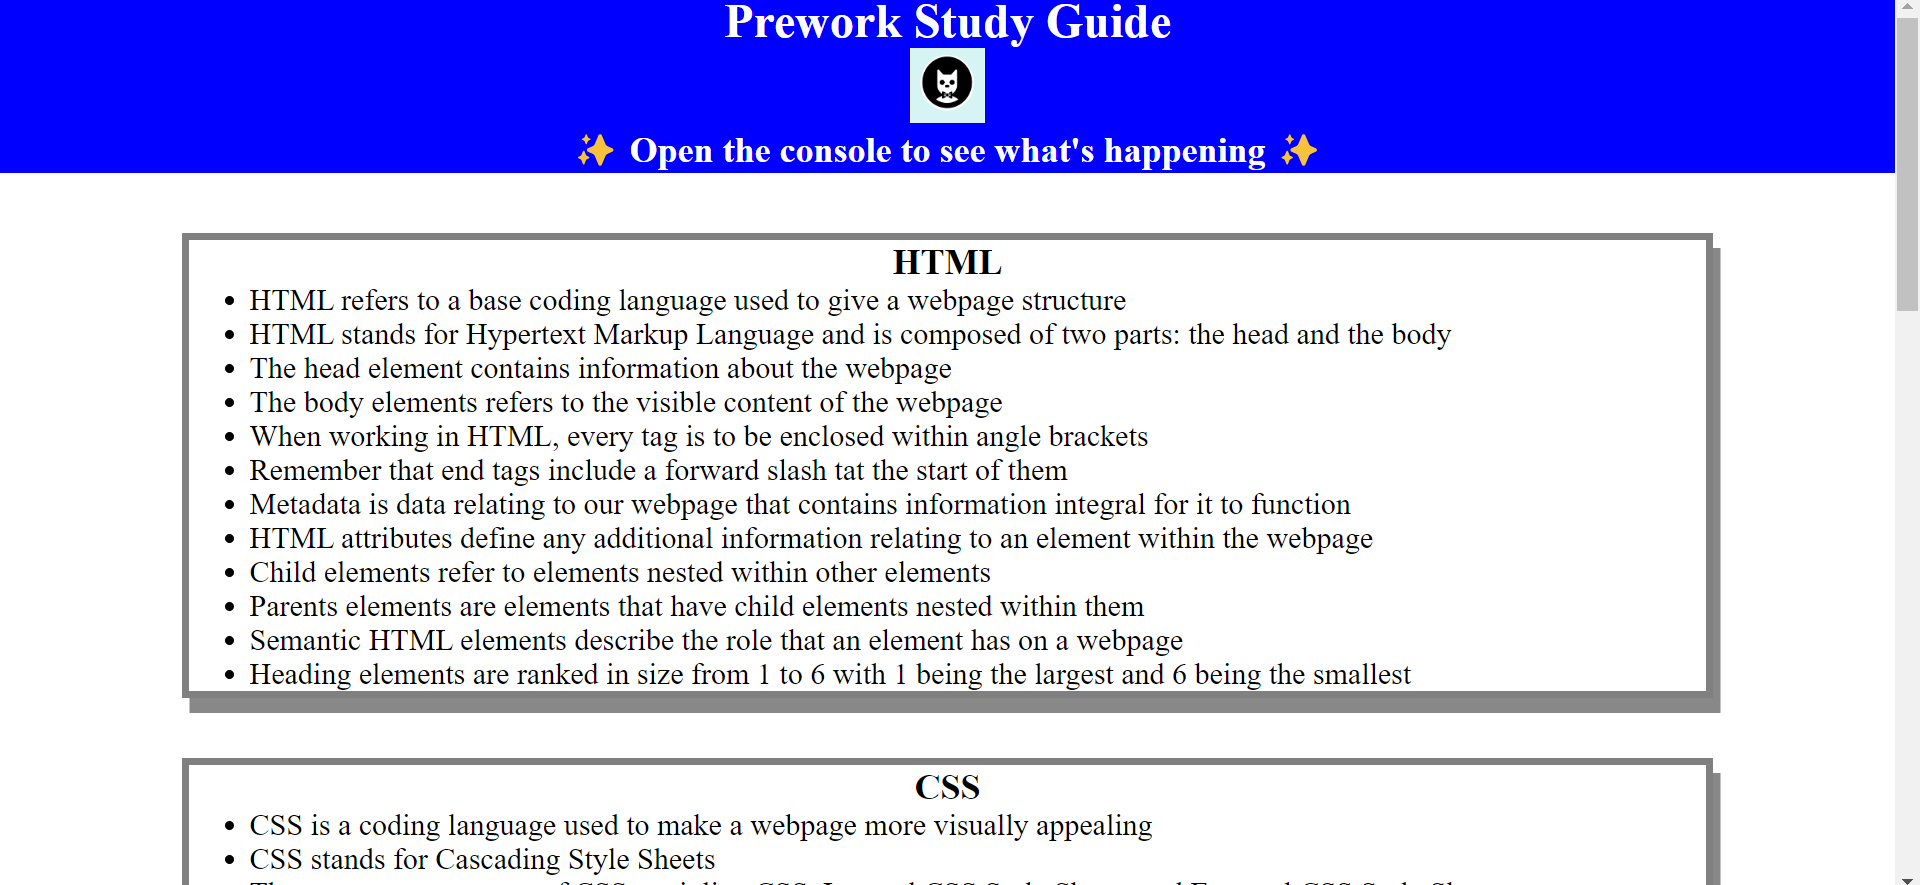 Prework Study Guide
✨ Open the console to see what's happening ✨
HTML
• HTML refers to a base coding language used to give a webpage structure
• HTML stands for Hypertext Markup Language and is composed of two parts: the head and the body
• The head element contains information about the webpage
• The body elements refers to the visible content of the webpage
• When working in HTML, every tag is to be enclosed within angle brackets
• Remember that end tags include a forward slash tat the start of them
• Metadata is data relating to our webpage that contains information integral for it to function
• HTML attributes define any additional information relating to an element within the webpage
• Child elements refer to elements nested within other elements
• Parents elements are elements that have child elements nested within them
• Semantic HTML elements describe the role that an element has on a webpage
• Heading elements are ranked in size from 1 to 6 with 1 being the largest and 6 being the smallest
CSS
• CSS is a coding language used to make a webpage more visually appealing
• CSS stands for Cascading Style Sheets